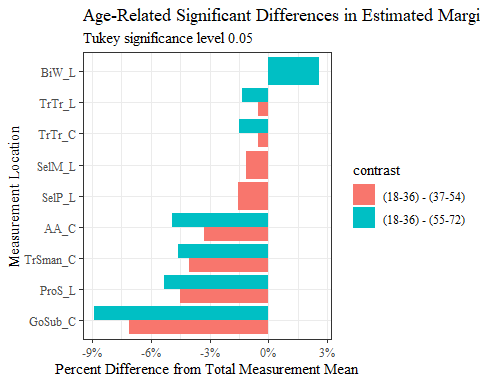 Age-Related Significant Differences in Estimated Margi
Tukey significance level 0.05
Measurement Location
BiW_L
TrTr_L
TrTr_C
SelM_L
SelP_L
AA_C
TrSman_C
ProS_L
GoSub_C
-9% -6% -3% 0% 3%
Percent Difference from Total Measurement Mean
contrast
(18-36) - (37-54)
(18-36) - (55-72)